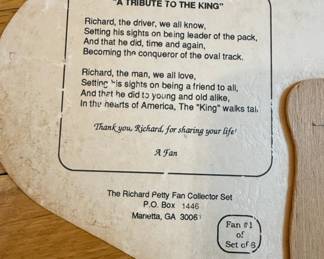 "A TRIBUTE TO THE KING"
Richard, the driver, we all know,
Setting his sights on being leader of the pack,
And that he did, time and again,
Becoming the conqueror of the oval track.
Richard, the man, we all love,
Setting his sights on being a friend to all,
And that he did to young and old alike,
In the hearts of America, The "King" walks tal
Thank you, Richard, for sharing your life!
A Fan
The Richard Petty Fan Collector Set
P.O. Box 1446
Marietta, GA 3006
Fan #1
of
Set of 6